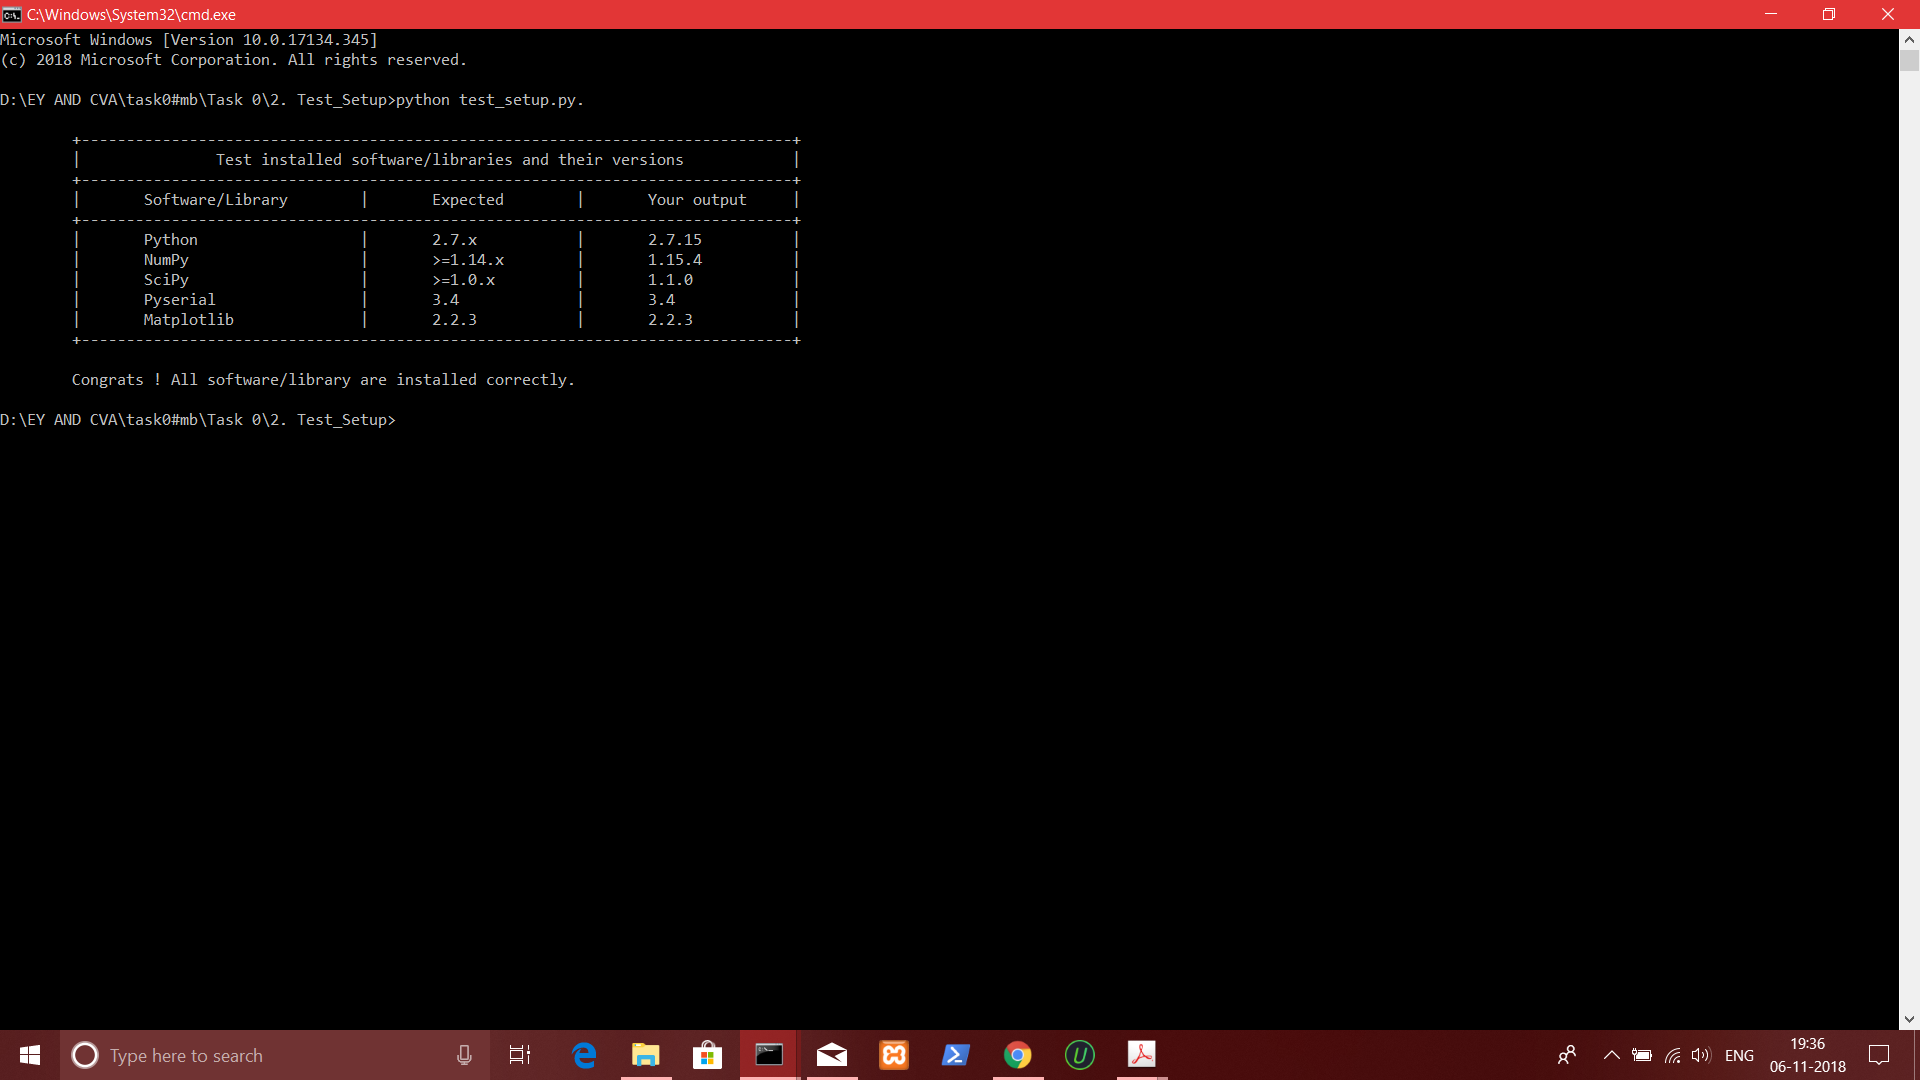 C:\Windows\System32\cmd.exe
Microsoft Windows [Version 10.0.17134.345]
(c) 2018 Microsoft Corporation. All rights reserved.
D:\EY AND CVA\task0#mb\Task 0\2. Test_Setup>python test_setup.py.
+-------------------------------------------------------------------------------+
| Test installed software/libraries and their versions |
+-------------------------------------------------------------------------------+
| Software/Library | Expected | Your output |
+-------------------------------------------------------------------------------+
| Python | 2.7.x | 2.7.15 |
| NumPy | >=1.14.x | 1.15.4 |
| SciPy | >=1.0.x | 1.1.0 |
| Pyserial | 3.4 | 3.4 |
| Matplotlib | 2.2.3 | 2.2.3 |
+-------------------------------------------------------------------------------+
Congrats ! All software/library are installed correctly.
D:\EY AND CVA\task0#mb\Task 0\2. Test_Setup>
Type here to search
ENG
19:36
06-11-2018